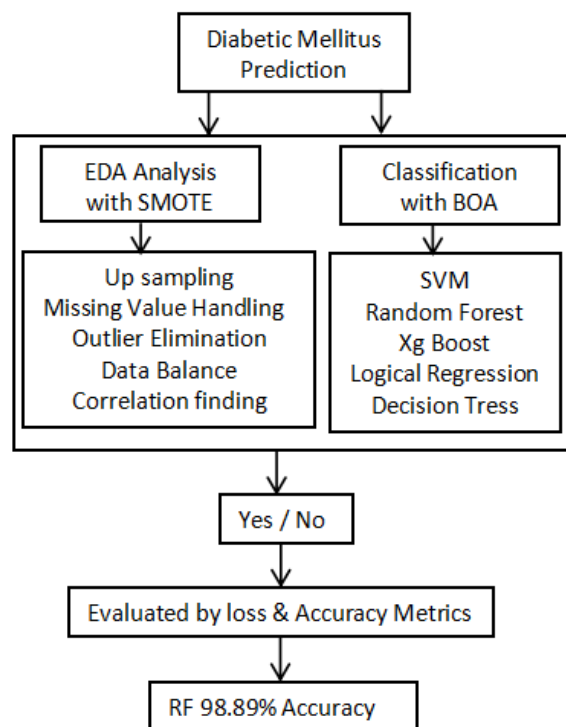 Diabetic Mellitus
Prediction
EDA Analysis
with SMOTE
Classification
with BOA
Up sampling
Missing Value Handling
Outlier Elimination
Data Balance
Correlation finding
SVM
Random Forest
Xg Boost
Logical Regression
Decision Tress
Yes / No
Evaluated by loss & Accuracy Metrics
RF 98.89% Accuracy